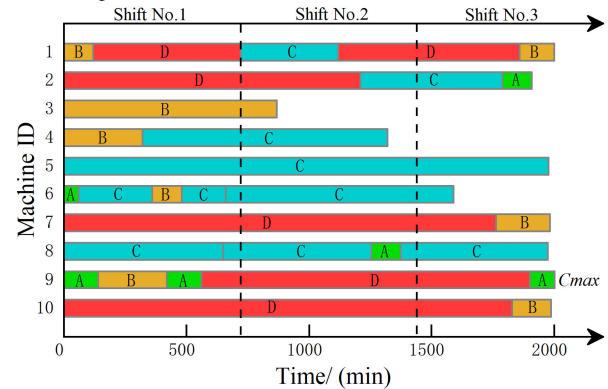 Shift No.1 Shift No.2 Shift No.3
1 B D C D B
2 D C A
3 B
4 B C
5 C
6 A C B C C
7 D B
8 C C A C
9 A B A D A Cmax
10 D B
Machine ID
0 500 1000 1500 2000
Time/ (min)